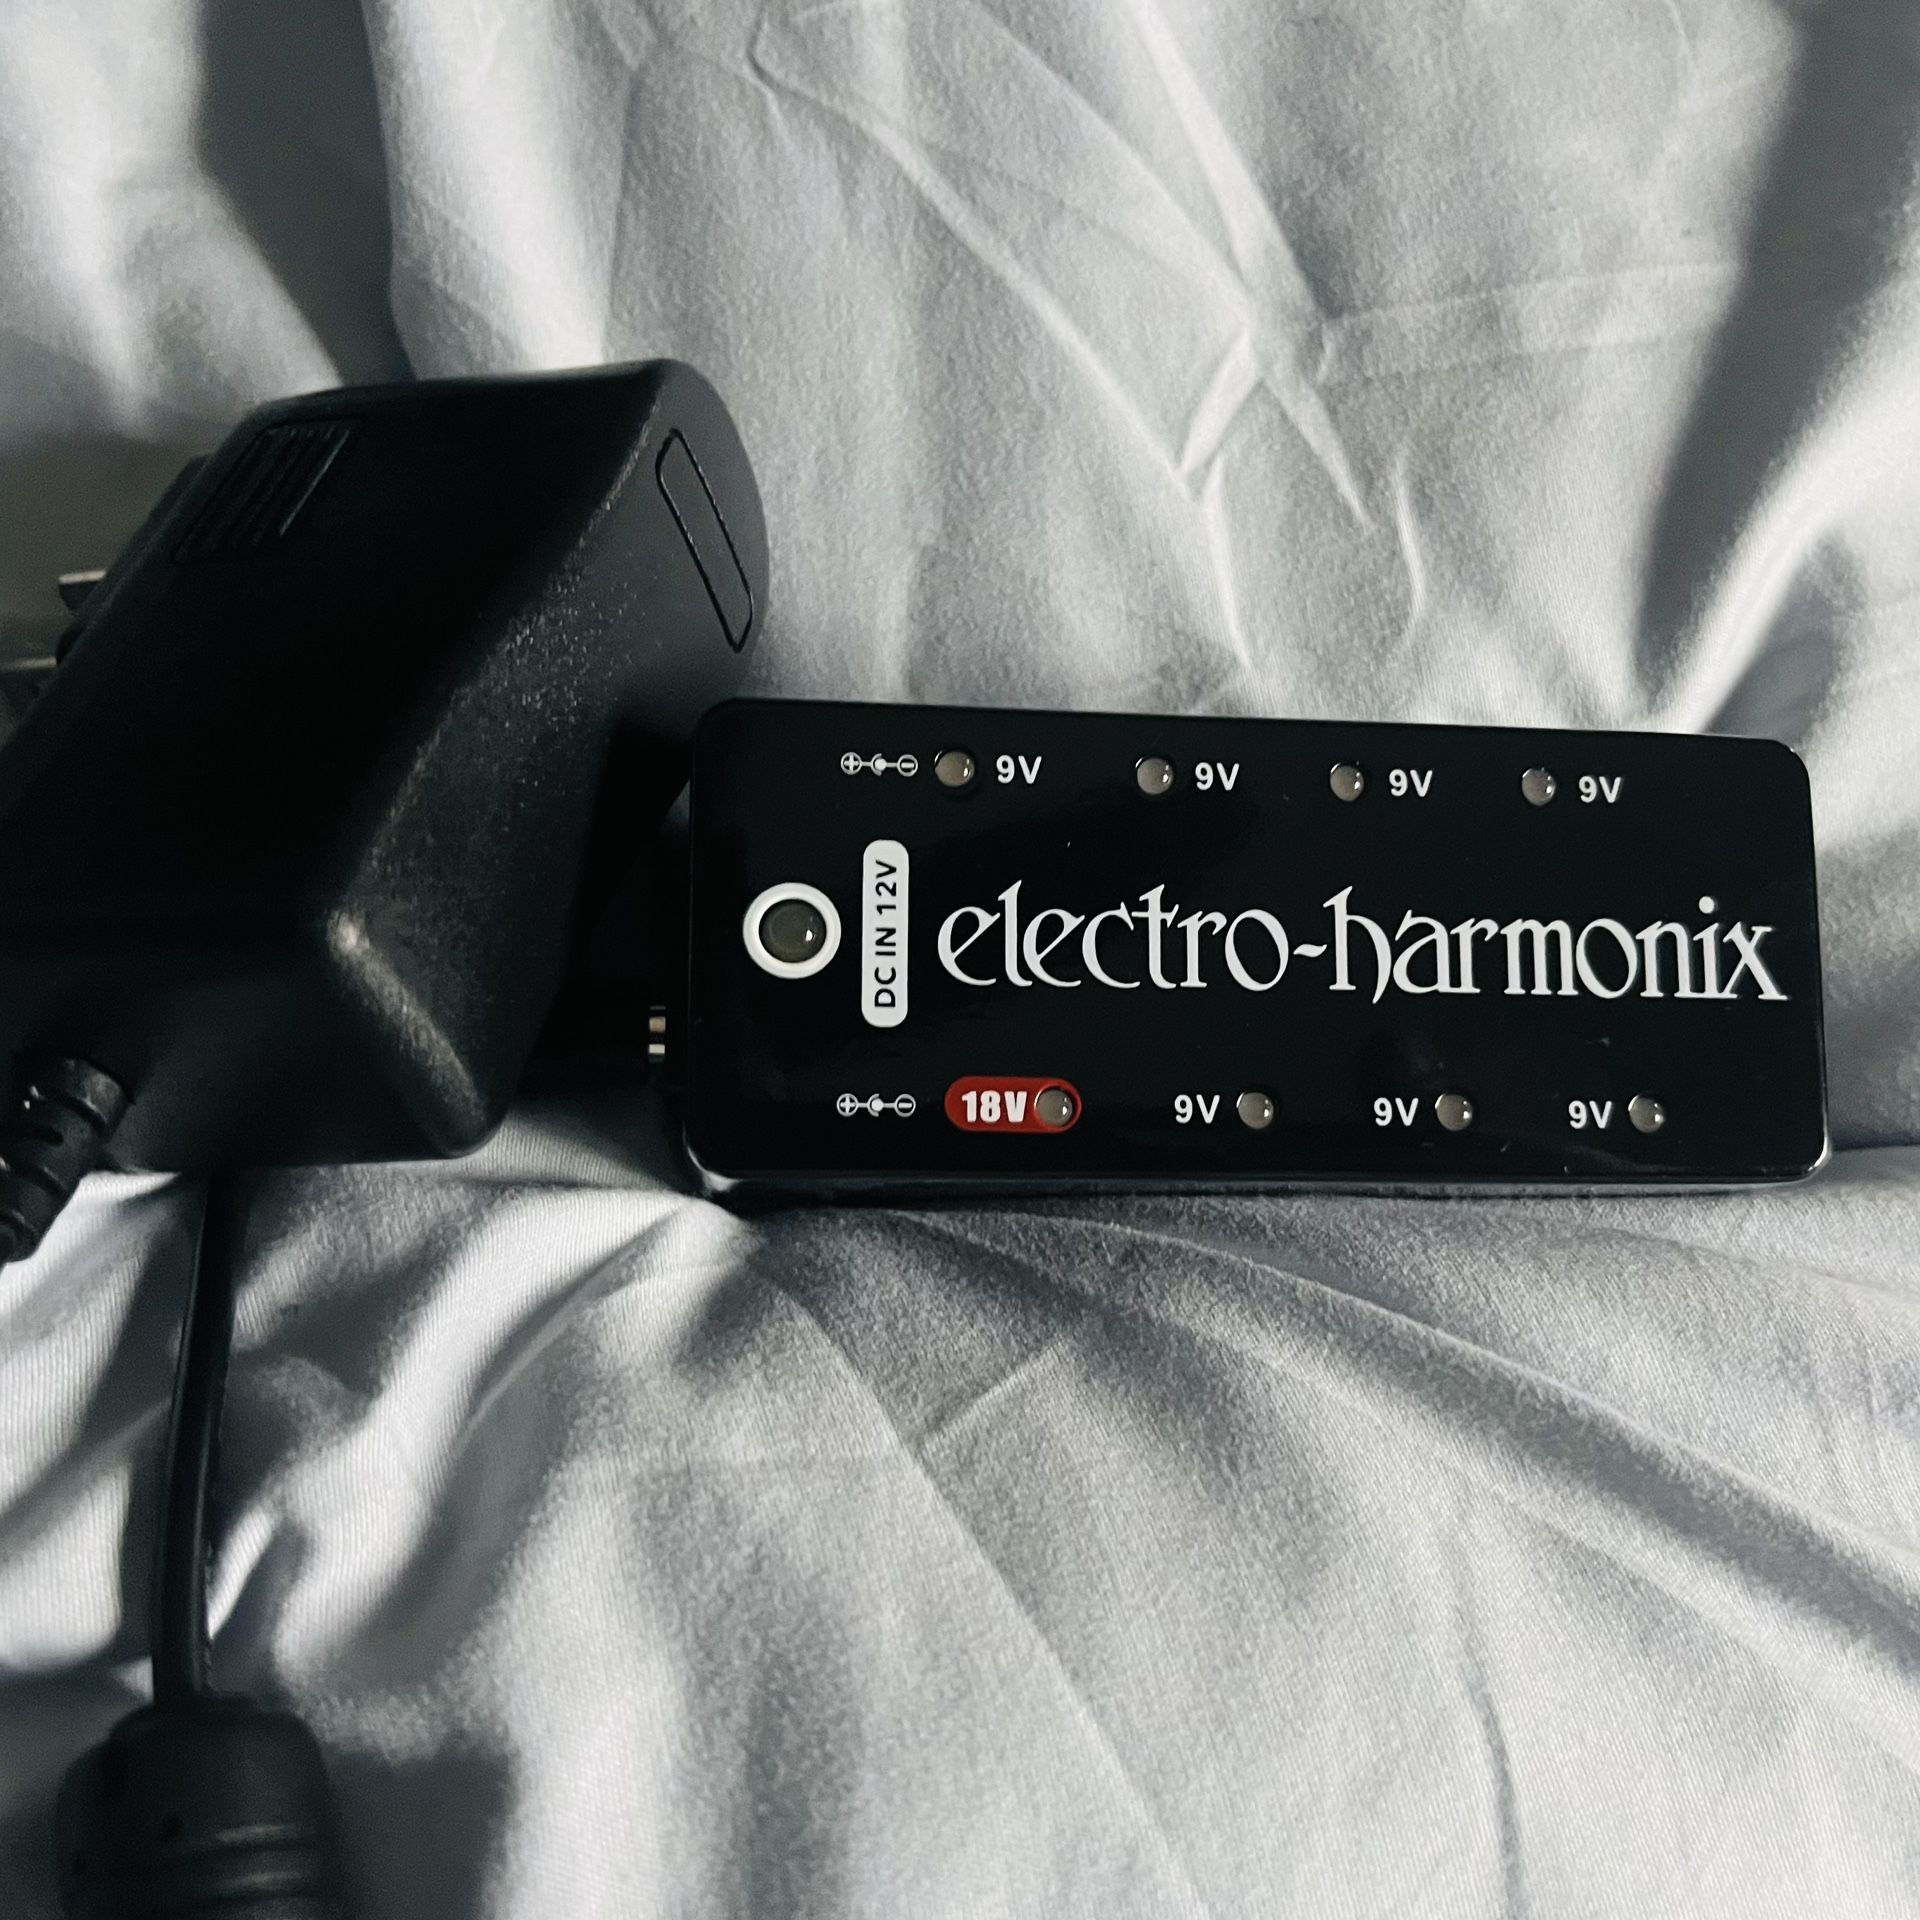 9V 9V 9V 9V
DC IN 12V
electro-harmonix
18V 9V 9V 9V